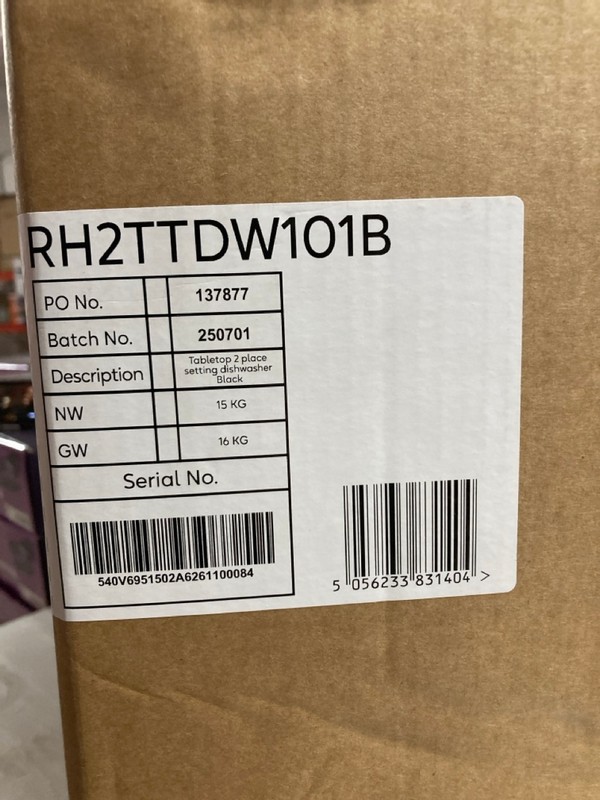 RH2TTDW101B
PO No. 137877
Batch No. 250701
Description Tabletop 2 place setting dishwasher Black
NW 15 KG
GW 16 KG
Serial No.
540V6951502A6261100084
5 056233 831404 >